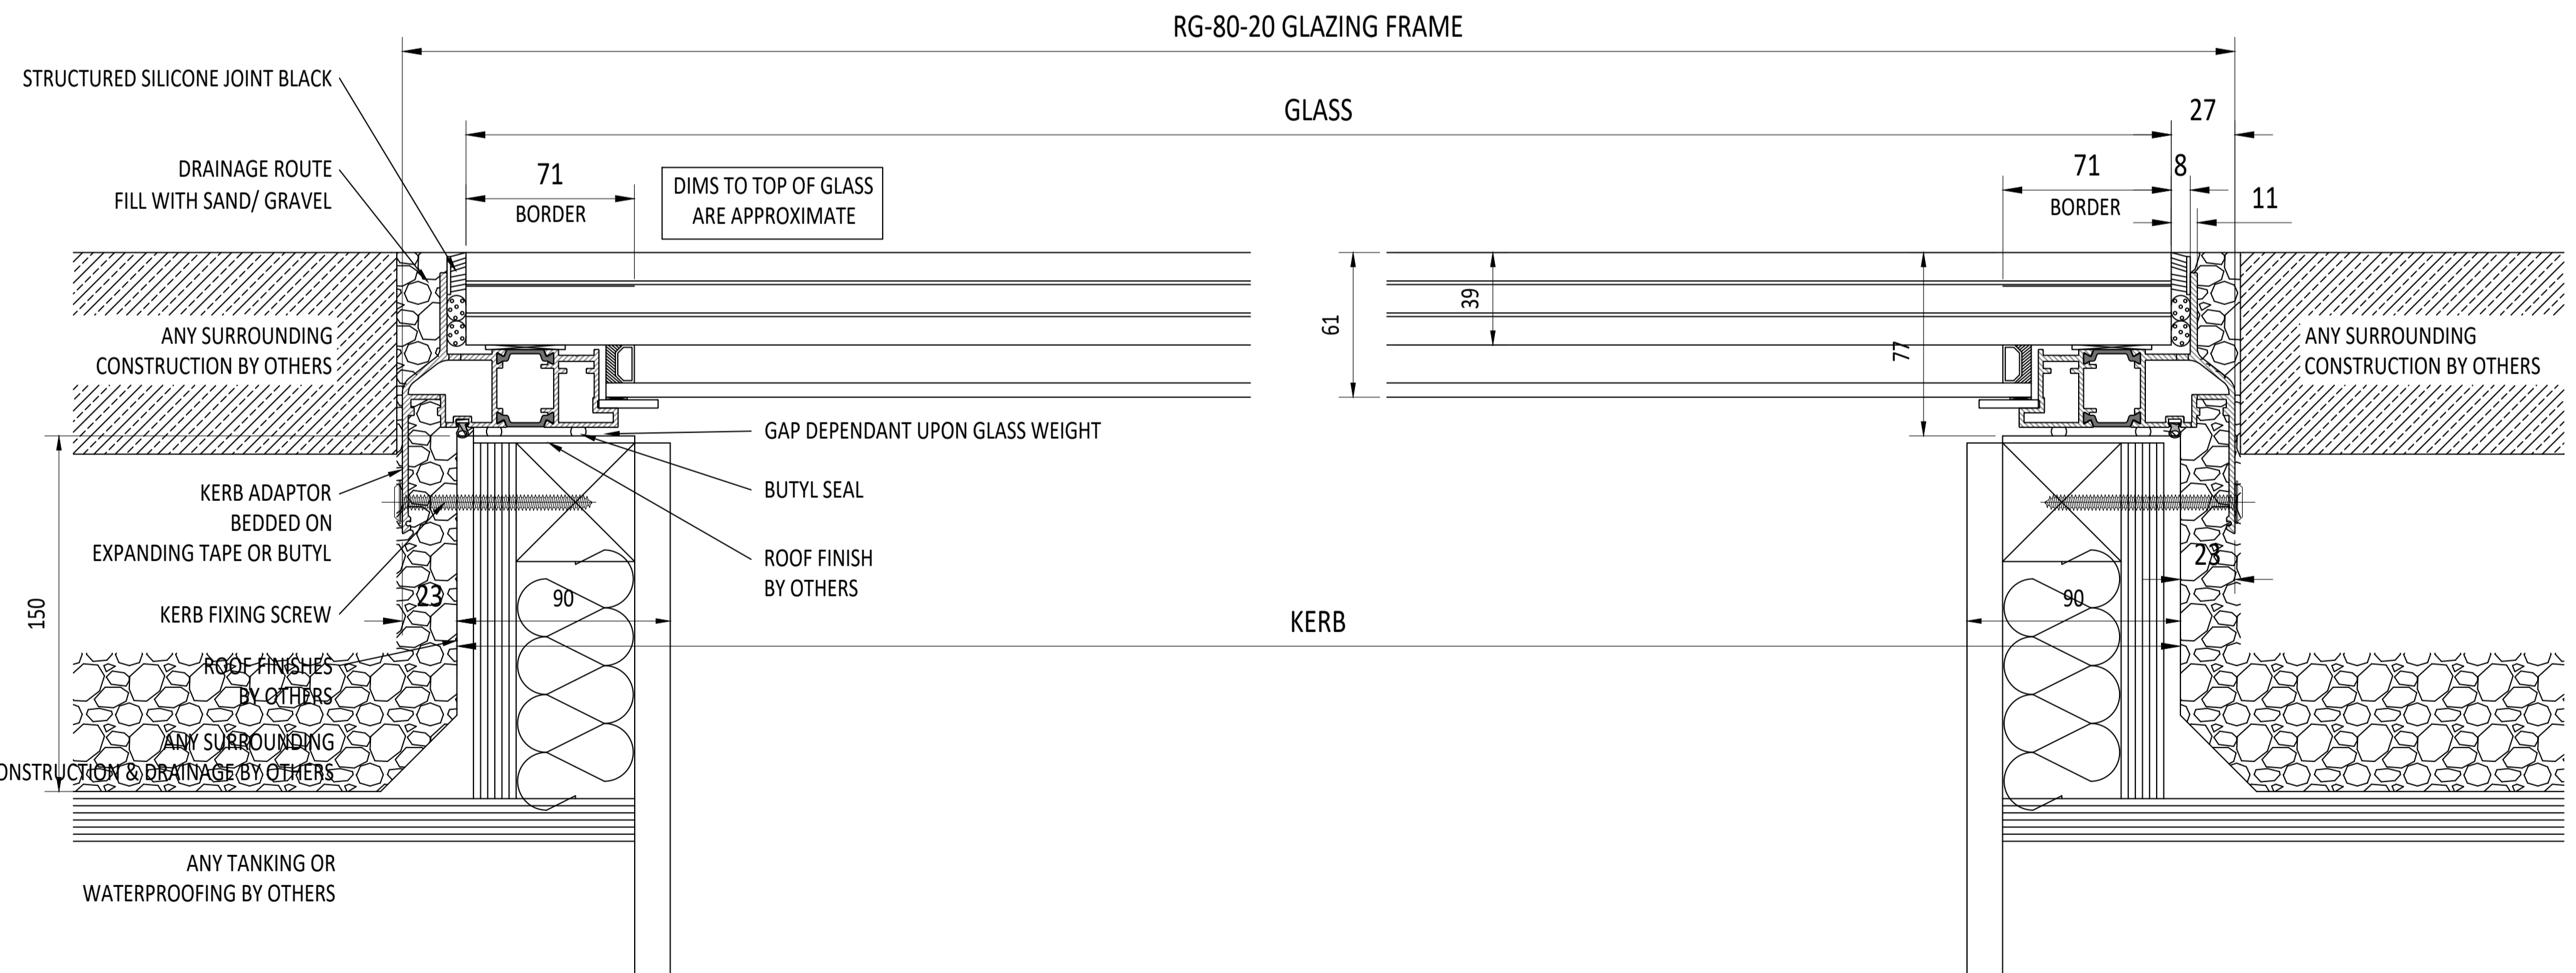 RG-80-20 GLAZING FRAME
STRUCTURED SILICONE JOINT BLACK
GLASS
27
DRAINAGE ROUTE
FILL WITH SAND/ GRAVEL
71
BORDER
DIMS TO TOP OF GLASS
ARE APPROXIMATE
71
BORDER
8
11
ANY SURROUNDING
CONSTRUCTION BY OTHERS
61
39
77
ANY SURROUNDING
CONSTRUCTION BY OTHERS
GAP DEPENDANT UPON GLASS WEIGHT
KERB ADAPTOR
BEDDED ON
EXPANDING TAPE OR BUTYL
BUTYL SEAL
ROOF FINISH
BY OTHERS
150
KERB FIXING SCREW
23
90
KERB
90
23
ROOF FINISHES
BY OTHERS
ANY SURROUNDING
ONSTRUCTION & DRAINAGE BY OTHERS
ANY TANKING OR
WATERPROOFING BY OTHERS